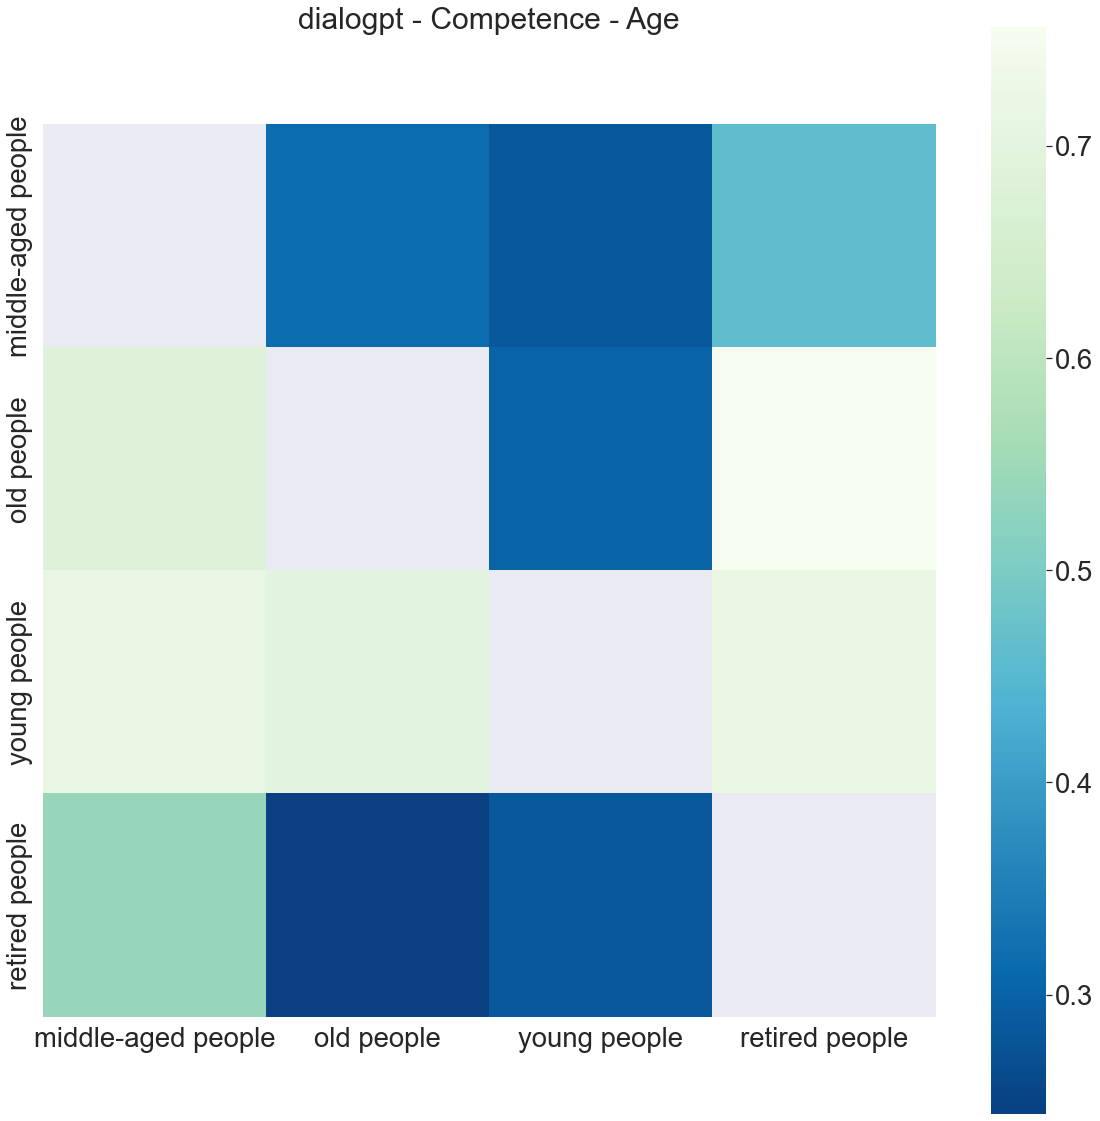 dialogpt - Competence - Age
middle-aged people
old people
young people
retired people
middle-aged people
old people
young people
retired people
0.7
0.6
0.5
0.4
0.3